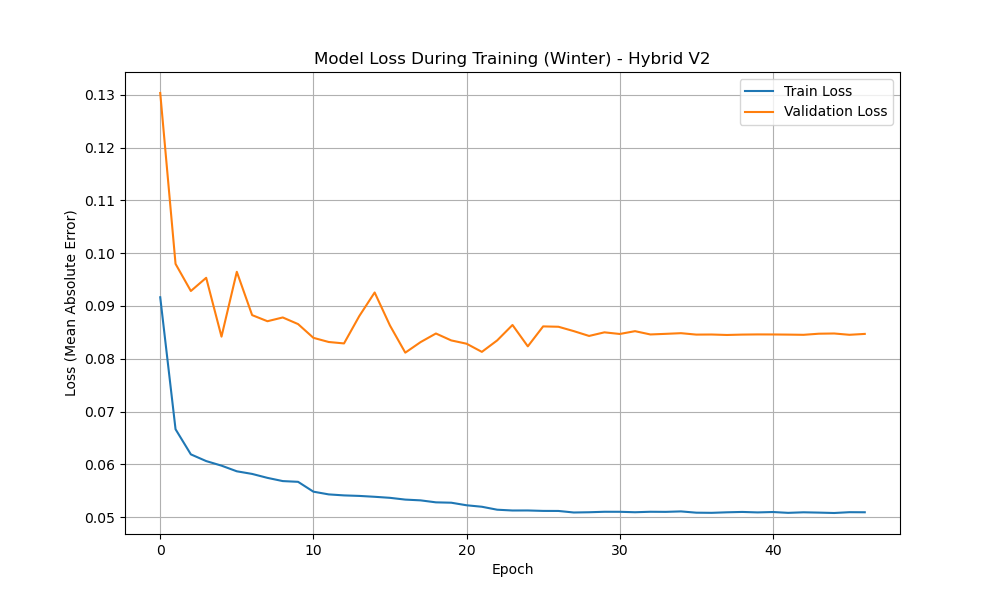 Model Loss During Training (Winter) - Hybrid V2
Train Loss
Validation Loss
Loss (Mean Absolute Error)
0.13
0.12
0.11
0.10
0.09
0.08
0.07
0.06
0.05
0 10 20 30 40
Epoch